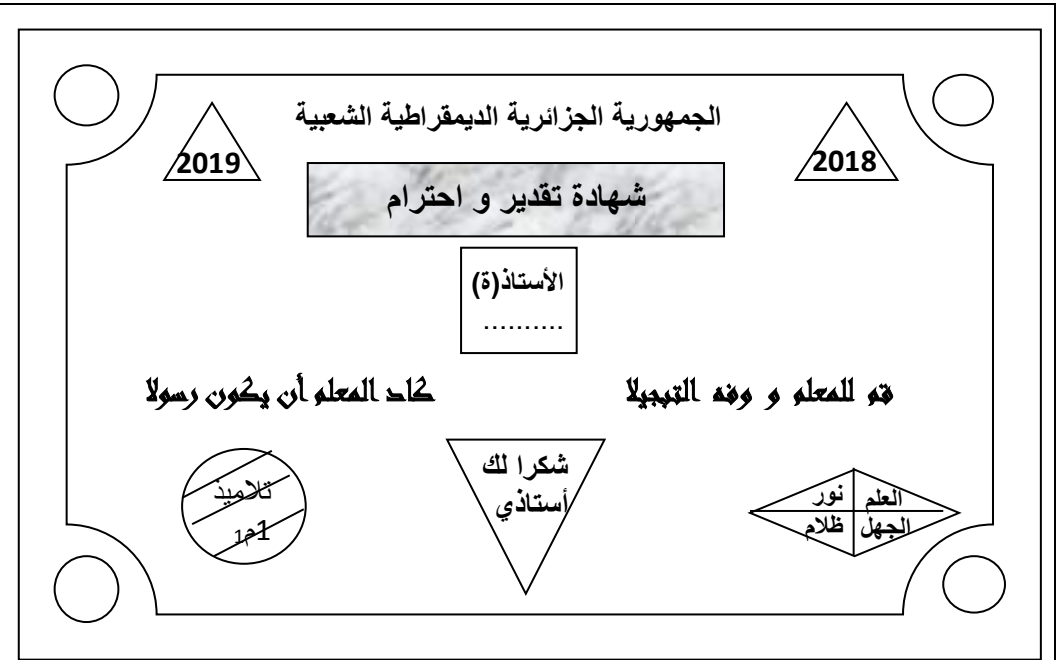 الجمهورية الجزائرية الديمقراطية الشعبية
2018
2019
شهادة تقدير و احترام
الأستاذ(ة)
..........
قم للمعلم و وفه التبجيلا
كاد المعلم أن يكون رسولا
العلم نور
الجهل ظلام
شكرا لك
أستاذي
تلاميذ
1م1